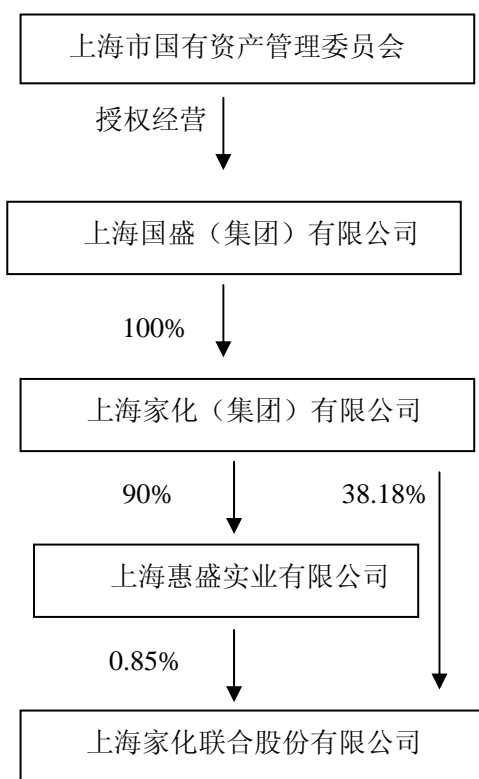 上海市国有资产管理委员会
授权经营
上海国盛（集团）有限公司
100%
上海家化（集团）有限公司
90%
38.18%
上海惠盛实业有限公司
0.85%
上海家化联合股份有限公司